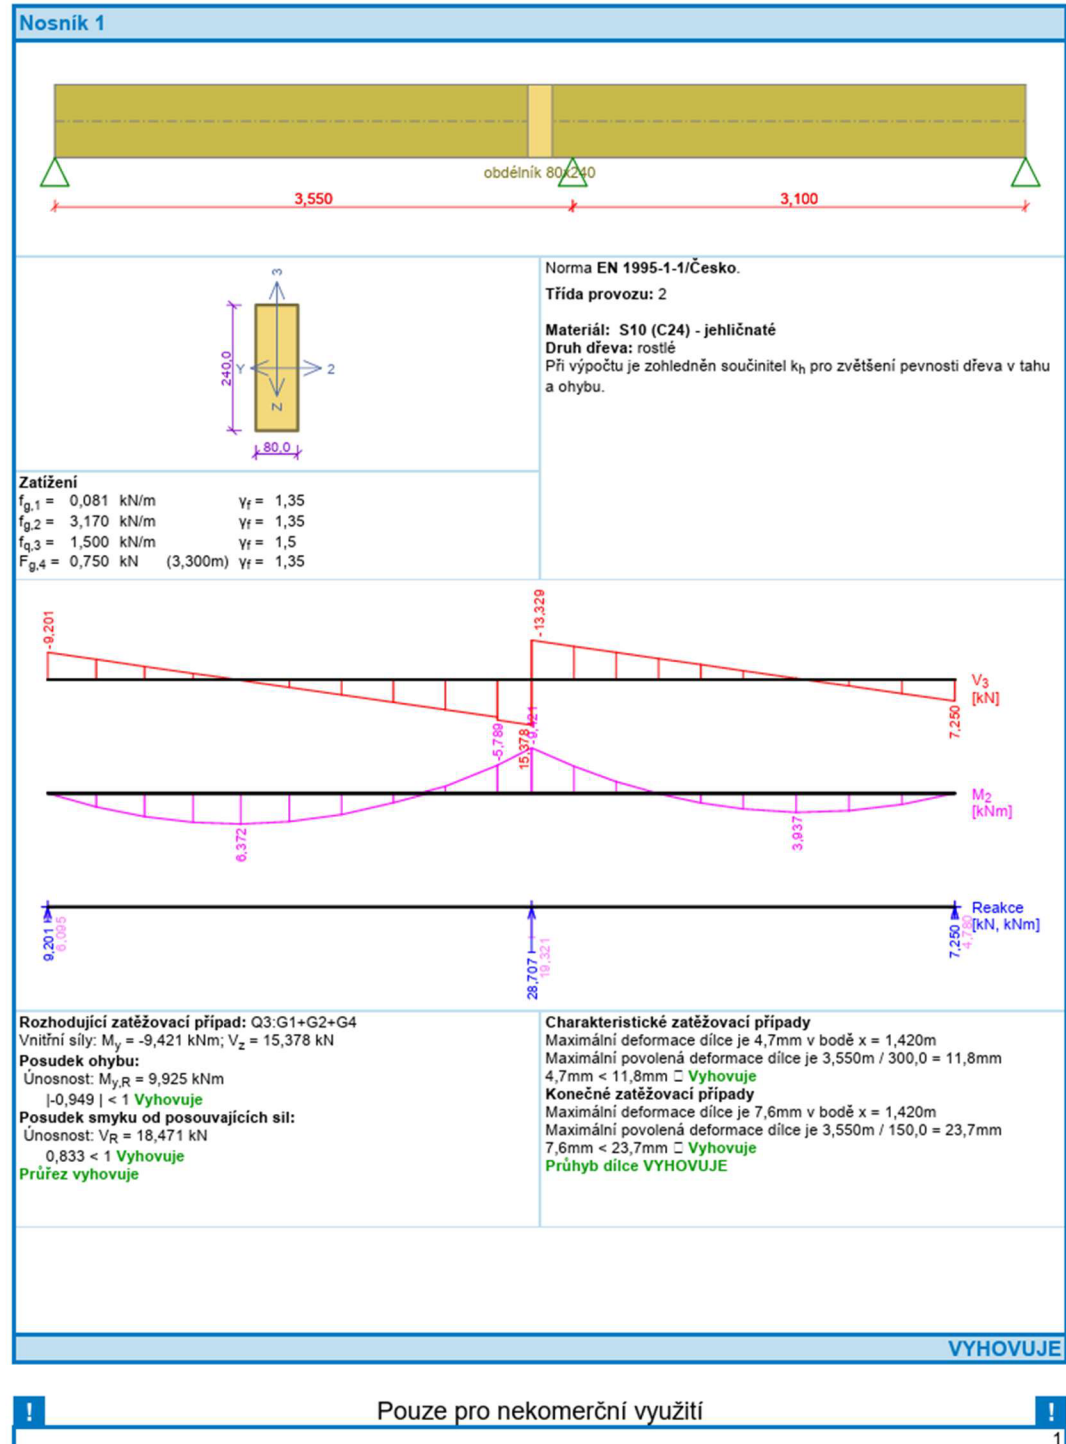 Nosník 1
obdélník 80x240
3,550
3,100
3
Y
2
Z
240,0
80,0
Norma EN 1995-1-1/Česko.
Třída provozu: 2
Materiál: S10 (C24) - jehličnaté
Druh dřeva: rostlé
Při výpočtu je zohledněn součinitel kh pro zvětšení pevnosti dřeva v tahu
a ohybu.
Zatížení
fg,1 = 0,081 kN/m γf = 1,35
fg,2 = 3,170 kN/m γf = 1,35
fq,3 = 1,500 kN/m γf = 1,5
Fg,4 = 0,750 kN (3,300m) γf = 1,35
-9,201
-13,329
15,378
7,250
V3
[kN]
-5,789
-9,421
6,372
3,937
M2
[kNm]
9,201
6,095
28,707
19,321
7,250
4,780
Reakce
[kN, kNm]
Rozhodující zatěžovací případ: Q3:G1+G2+G4
Vnitřní síly: My = -9,421 kNm; Vz = 15,378 kN
Posudek ohybu:
Únosnost: My,R = 9,925 kNm
|-0,949 | < 1 Vyhovuje
Posudek smyku od posouvajících sil:
Únosnost: VR = 18,471 kN
0,833 < 1 Vyhovuje
Průřez vyhovuje
Charakteristické zatěžovací případy
Maximální deformace dílce je 4,7mm v bodě x = 1,420m
Maximální povolená deformace dílce je 3,550m / 300,0 = 11,8mm
4,7mm < 11,8mm □ Vyhovuje
Konečné zatěžovací případy
Maximální deformace dílce je 7,6mm v bodě x = 1,420m
Maximální povolená deformace dílce je 3,550m / 150,0 = 23,7mm
7,6mm < 23,7mm □ Vyhovuje
Průhyb dílce VYHOVUJE
VYHOVUJE
! Pouze pro nekomerční využití !
1